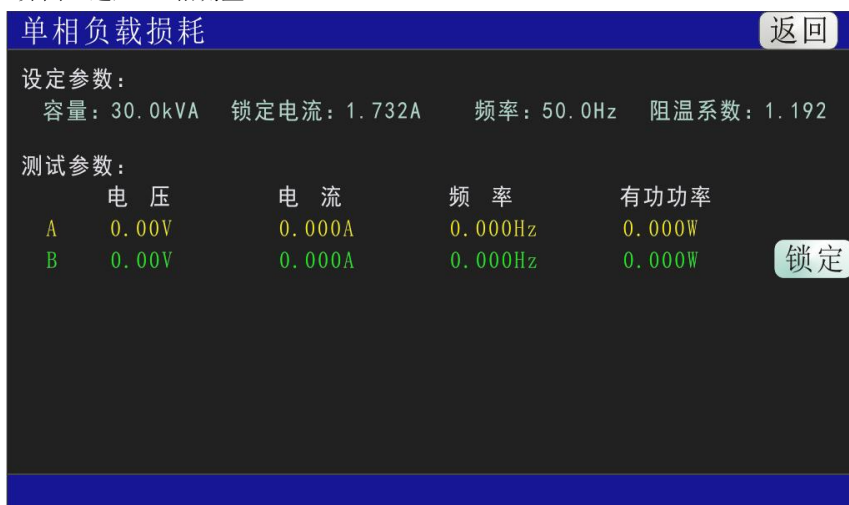 单相负载损耗 返回
设定参数：
容量：30.0kVA 锁定电流：1.732A 频率：50.0Hz 阻温系数：1.192
测试参数：
电 压 电 流 频 率 有功功率
A 0.00V 0.000A 0.000Hz 0.000W
B 0.00V 0.000A 0.000Hz 0.000W
锁定